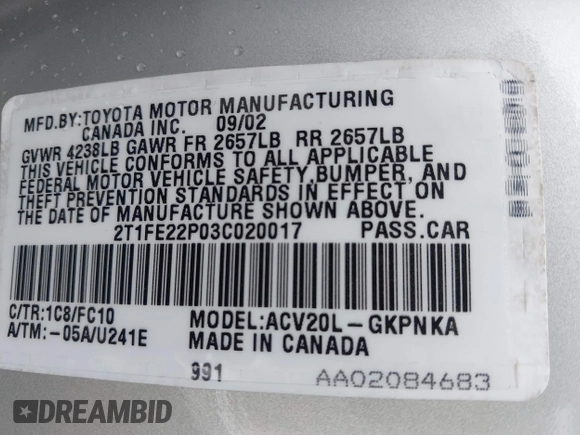 MFD.BY:TOYOTA MOTOR MANUFACTURING
CANADA INC. 09/02
GVWR 4238LB GAWR FR 2657LB RR 2657LB
THIS VEHICLE CONFORMS TO ALL APPLICABLE
FEDERAL MOTOR VEHICLE SAFETY,BUMPER, AND
THEFT PREVENTION STANDARDS IN EFFECT ON
THE DATE OF MANUFACTURE SHOWN ABOVE.
2T1FE22P03C020017 PASS.CAR
C/TR:1C8/FC10 MODEL:ACV20L-GKPNKA
A/TM:-05A/U241E MADE IN CANADA
991 AA02084683
DREAMBID